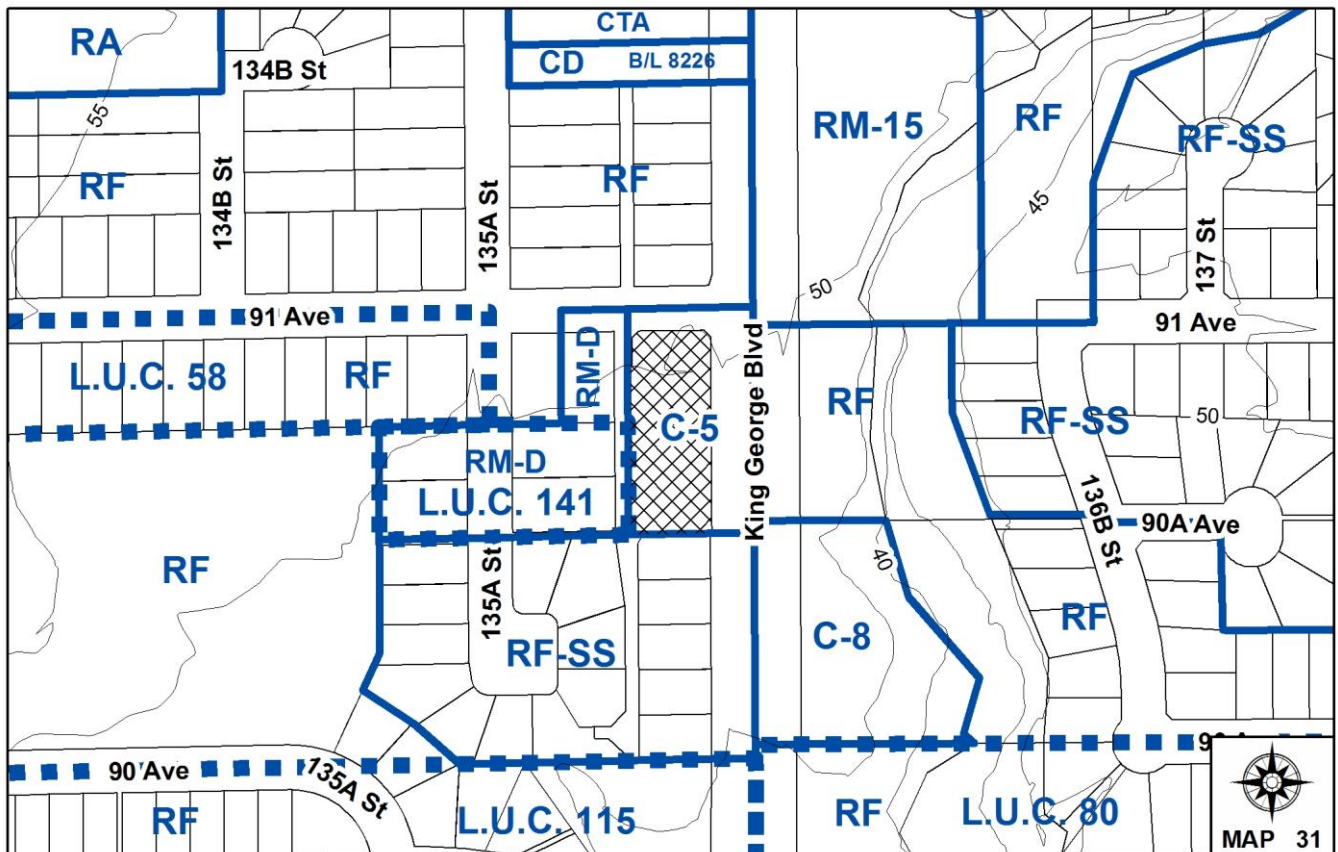 RA
CTA
CD B/L 8226
134B St
55
RM-15
RF
RF-SS
RF
RF
134B St
135A St
45
137 St
50
91 Ave
91 Ave
L.U.C. 58
RF
RM-D
King George Blvd
RF
C-5
RF-SS
50
RM-D
L.U.C. 141
136B St
90A Ave
RF
135A St
40
RF-SS
C-8
RF
90 Ave
135A St
RF
L.U.C. 115
RF
L.U.C. 80
MAP 31